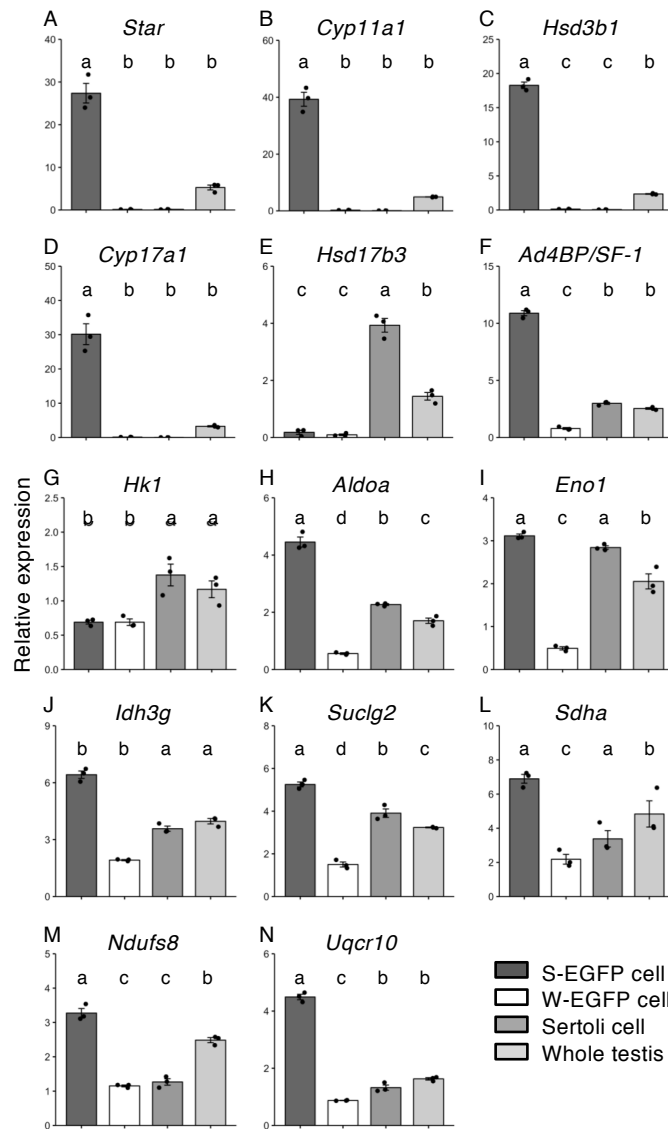 A Star
a b b b
40
30
20
10
0
B Cyp11a1
a b b b
60
40
20
0
C Hsd3b1
a c c b
25
20
15
10
5
0
D Cyp17a1
a b b b
50
40
30
20
10
0
E Hsd17b3
c c a b
6
4
2
0
F Ad4BP/SF-1
a c b b
15
10
5
0
Relative expression
G Hk1
b b a a
2.5
2.0
1.5
1.0
0.5
0.0
H Aldoa
a d b c
6
4
2
0
I Eno1
a c a b
4
3
2
1
0
J Idh3g
b b a a
9
6
3
0
K Suclg2
a d b c
8
6
4
2
0
L Sdha
a c a b
10
8
6
4
2
0
M Ndufs8
a c c b
5
4
3
2
1
0
N Uqcr10
a c b b
6
4
2
0
S-EGFP cell
W-EGFP cell
Sertoli cell
Whole testis